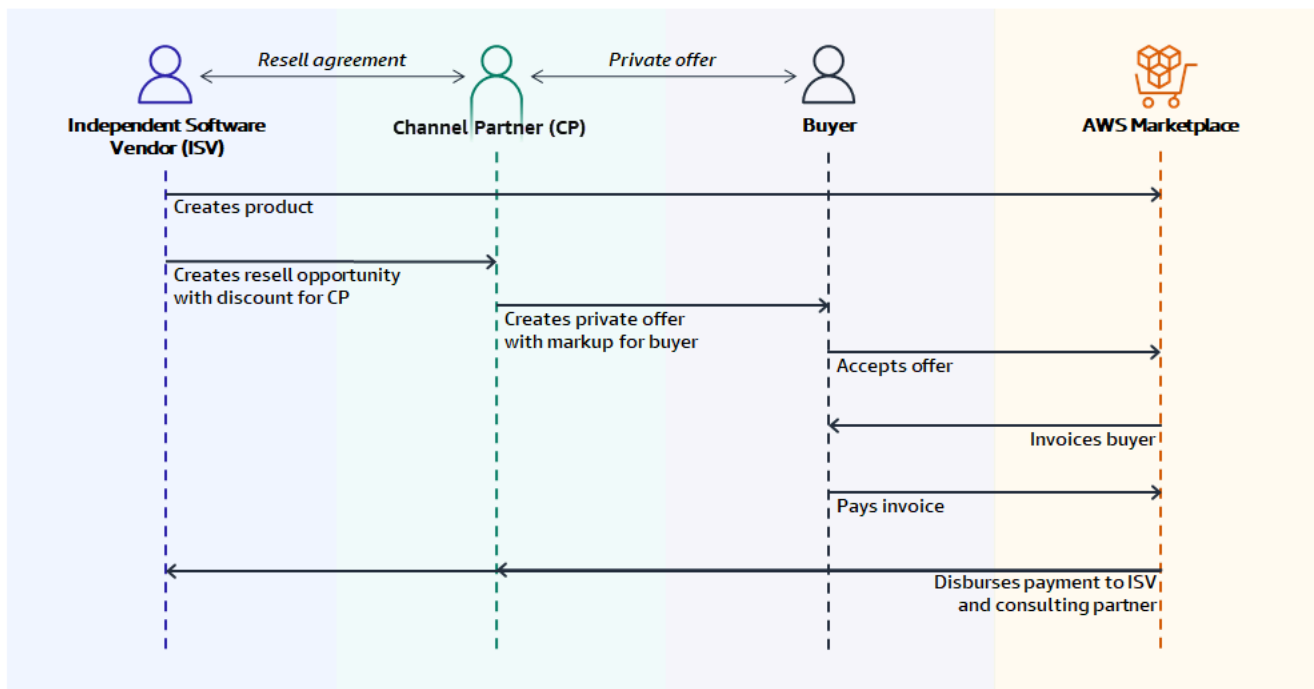 Resell agreement
Private offer
Independent Software
Vendor (ISV)
Channel Partner (CP)
Buyer
AWS Marketplace
Creates product
Creates resell opportunity
with discount for CP
Creates private offer
with markup for buyer
Accepts offer
Invoices buyer
Pays invoice
Disburses payment to ISV
and consulting partner